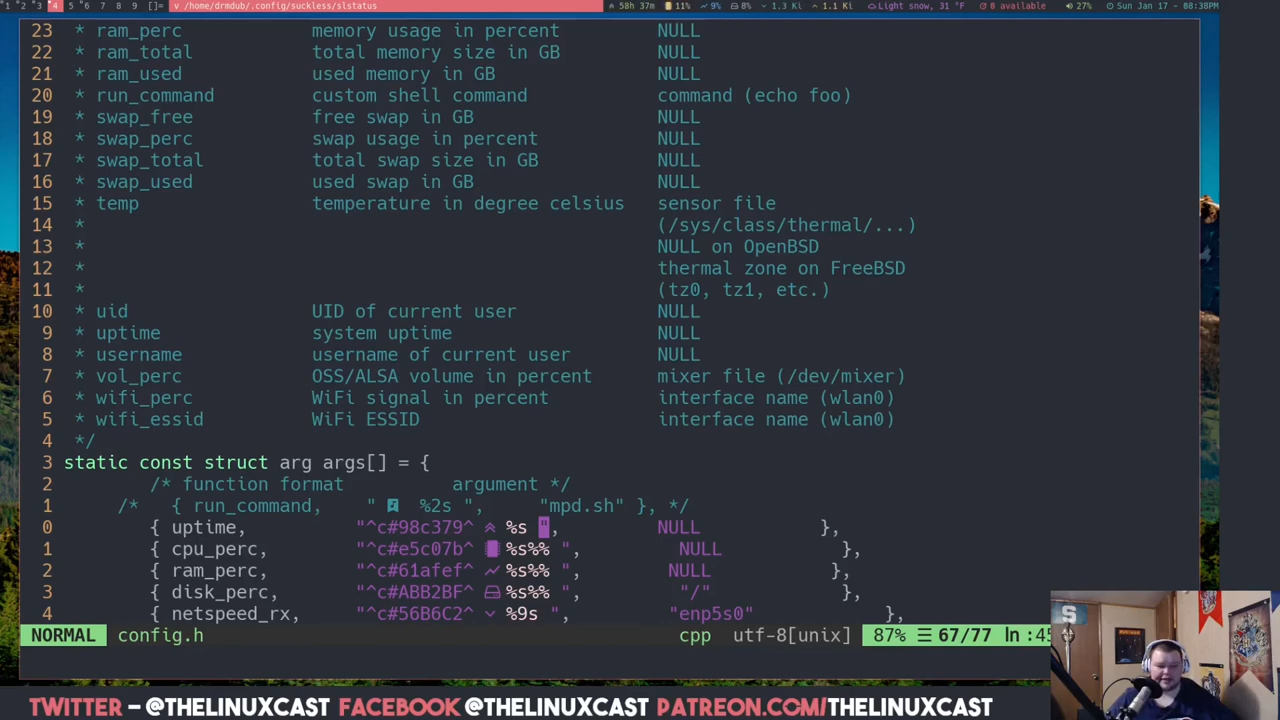 1 2 3 4 5 6 7 8 9 []= v /home/drmdub/.config/suckless/slstatus 58h 37m 11% 9% 8% 1.3 Ki 1.1 Ki Light snow, 31 °F 0 available 27% Sun Jan 17 - 08:38PM
23 * ram_perc memory usage in percent NULL
22 * ram_total total memory size in GB NULL
21 * ram_used used memory in GB NULL
20 * run_command custom shell command command (echo foo)
19 * swap_free free swap in GB NULL
18 * swap_perc swap usage in percent NULL
17 * swap_total total swap size in GB NULL
16 * swap_used used swap in GB NULL
15 * temp temperature in degree celsius sensor file
14 * (/sys/class/thermal/...)
13 * NULL on OpenBSD
12 * thermal zone on FreeBSD
11 * (tz0, tz1, etc.)
10 * uid UID of current user NULL
9 * uptime system uptime NULL
8 * username username of current user NULL
7 * vol_perc OSS/ALSA volume in percent mixer file (/dev/mixer)
6 * wifi_perc WiFi signal in percent interface name (wlan0)
5 * wifi_essid WiFi ESSID interface name (wlan0)
4 */
3 static const struct arg args[] = {
2 /* function format argument */
1 /* { run_command, " %2s ", "mpd.sh" }, */
0 { uptime, "^c#98c379^ %s ", NULL },
1 { cpu_perc, "^c#e5c07b^ %s%% ", NULL },
2 { ram_perc, "^c#61afef^ %s%% ", NULL },
3 { disk_perc, "^c#ABB2BF^ %s%% ", "/" },
4 { netspeed_rx, "^c#56B6C2^ %9s ", "enp5s0" },
NORMAL config.h cpp utf-8[unix] 87% ☰ 67/77 ln :45
TWITTER – @THELINUXCAST FACEBOOK @THELINUXCAST PATREON.COM/THELINUXCAST